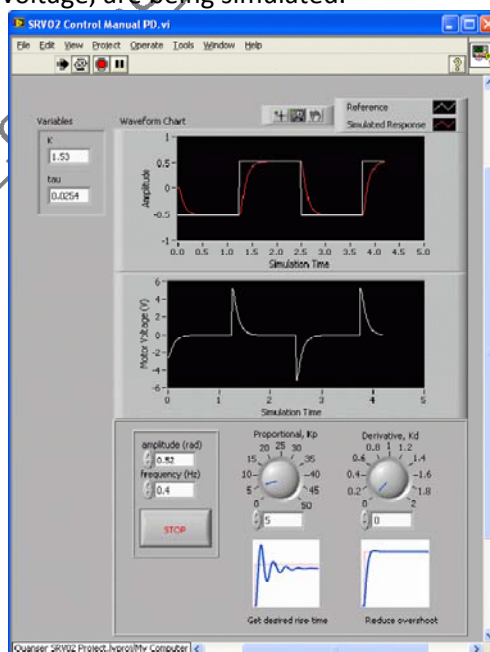 voltage, are being simulated.
SRV02 Control Manual PD.vi
File Edit View Project Operate Tools Window Help
Variables
K
1.53
tau
0.0254
Waveform Chart
Reference
Simulated Response
Amplitude
1
0.5
-0.5
-1
0.0 0.5 1.0 1.5 2.0 2.5 3.0 3.5 4.0 4.5 5.0
Simulation Time
Motor Voltage (V)
6
4
2
0
-2
-4
-6
0 1 2 3 4 5
Simulation Time
amplitude (rad)
0.52
frequency (Hz)
0.4
STOP
Proportional, Kp
0 5 10 15 20 25 30 35 40 45 50
5
Get desired rise time
Derivative, Kd
0 0.2 0.4 0.6 0.8 1 1.2 1.4 1.6 1.8 2
0
Reduce overshoot
Quanser SRV02 Project.lvproj/My Computer